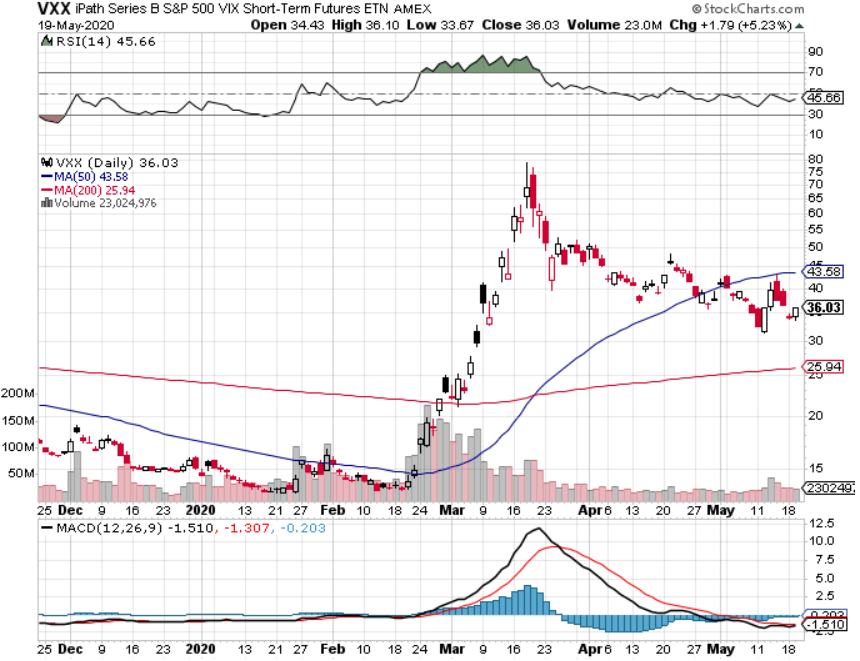 VXX iPath Series B S&P 500 VIX Short-Term Futures ETN AMEX © StockCharts.com
19-May-2020 Open 34.43 High 36.10 Low 33.67 Close 36.03 Volume 23.0M Chg +1.79 (+5.23%)
RSI(14) 45.66
90
70
45.66
30
10
VXX (Daily) 36.03
MA(50) 43.58
MA(200) 25.94
Volume 23,024,976
80
75
70
65
60
55
50
45
43.58
40
36.03
30
25.94
25
20
15
200M
150M
100M
50M
2302497
25 Dec 9 16 23 2020 13 21 27 Feb 10 18 24 Mar 9 16 23 Apr 6 13 20 27 May 11 18
MACD(12,26,9) -1.510, -1.307, -0.203
12.5
10.0
7.5
5.0
2.5
-0.203
-1.510
-2.5
25 Dec 9 16 23 2020 13 21 27 Feb 10 18 24 Mar 9 16 23 Apr 6 13 20 27 May 11 18